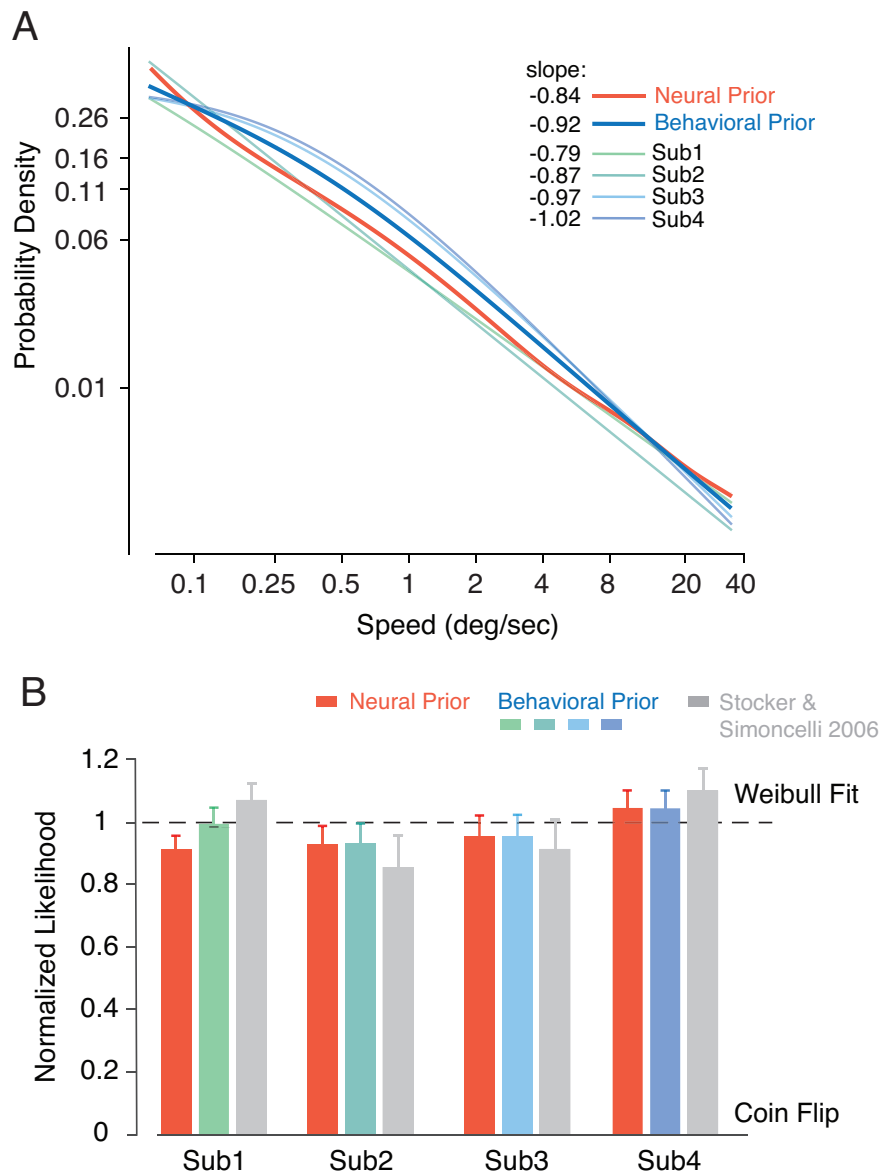 A
slope:
-0.84 Neural Prior
-0.92 Behavioral Prior
-0.79 Sub1
-0.87 Sub2
-0.97 Sub3
-1.02 Sub4
Probability Density
0.26
0.16
0.11
0.06
0.01
0.1 0.25 0.5 1 2 4 8 20 40
Speed (deg/sec)
B
Neural Prior Behavioral Prior Stocker &
Simoncelli 2006
Normalized Likelihood
1.2
1
0.8
0.6
0.4
0.2
0
Weibull Fit
Coin Flip
Sub1 Sub2 Sub3 Sub4